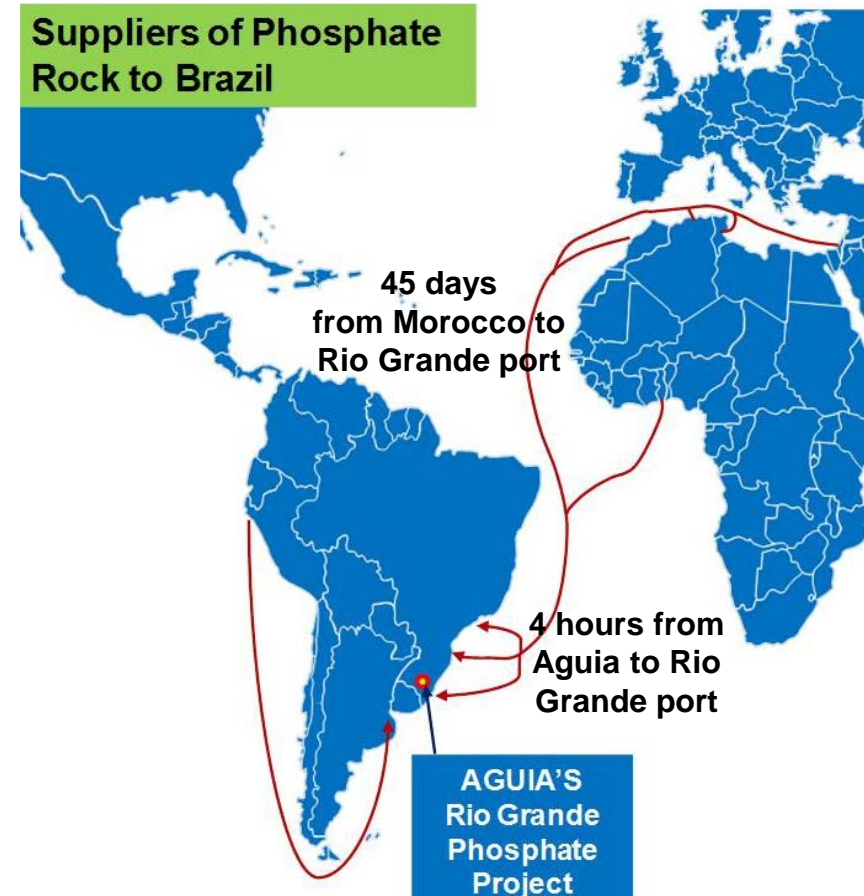 Suppliers of Phosphate
Rock to Brazil
45 days
from Morocco to
Rio Grande port
4 hours from
Aguia to Rio
Grande port
AGUIA'S
Rio Grande
Phosphate
Project